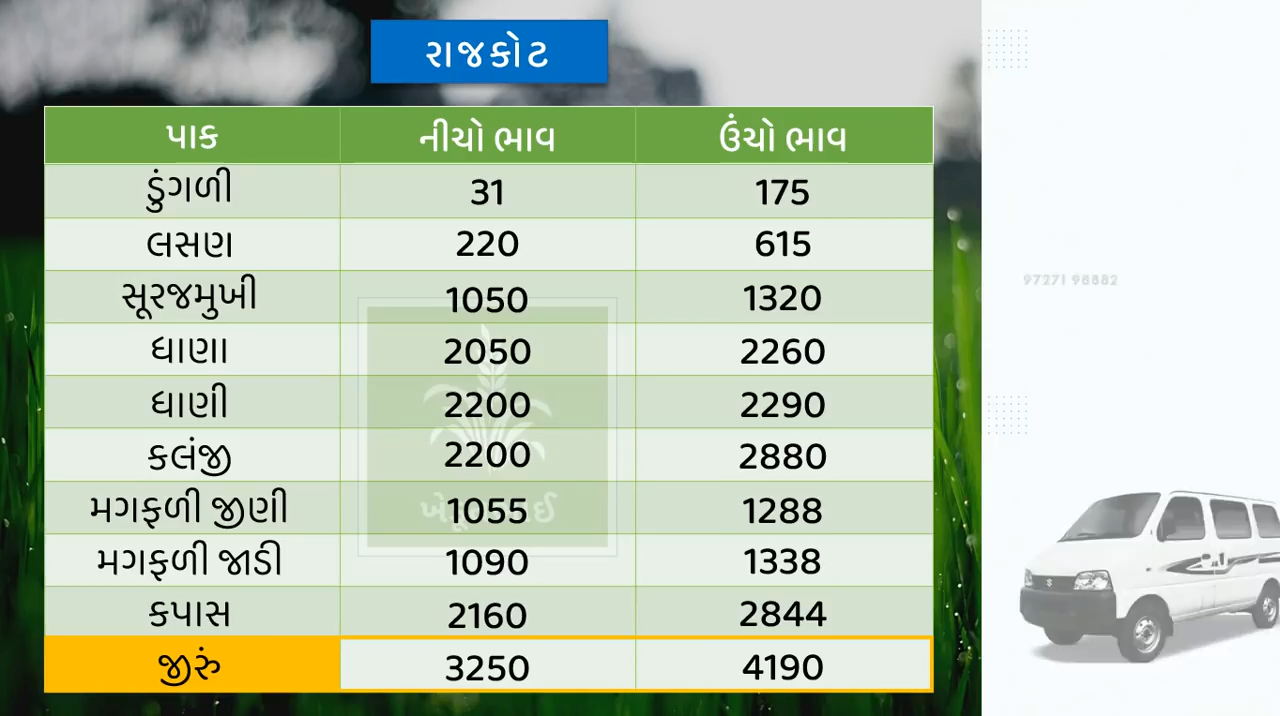 રાજકોટ
પાક નીચો ભાવ ઉંચો ભાવ
ડુંગળી 31 175
લસણ 220 615
સૂરજમુખી 1050 1320
97271 96882
ધાણા 2050 2260
ધાણી 2200 2290
કલંજી 2200 2880
મગફળી જીણી 1055 1288
મગફળી જાડી 1090 1338
કપાસ 2160 2844
જીરું 3250 4190